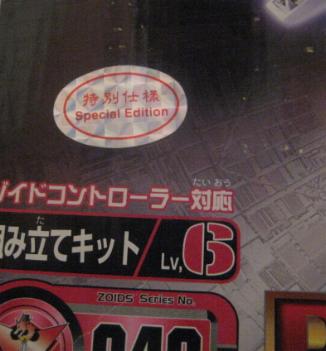 特別仕様
Special Edition
ゾイドコントローラー対応
たいおう
組み立てキット
た
Lv, 6
ZOIDS Series No.